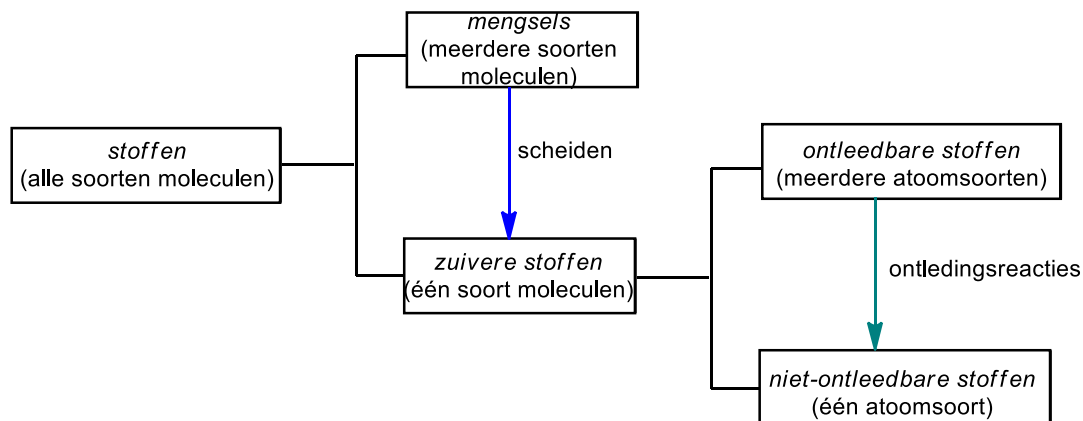 mengsels
(meerdere soorten
moleculen)
stoffen
(alle soorten moleculen)
scheiden
ontleedbare stoffen
(meerdere atoomsoorten)
zuivere stoffen
(één soort moleculen)
ontledingsreacties
niet-ontleedbare stoffen
(één atoomsoort)